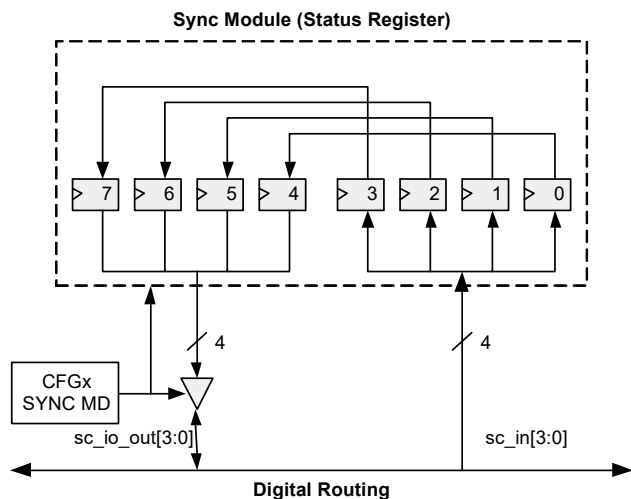 Sync Module (Status Register)
7 6 5 4 3 2 1 0
4 4
CFGx
SYNC MD
sc_io_out[3:0] sc_in[3:0]
Digital Routing